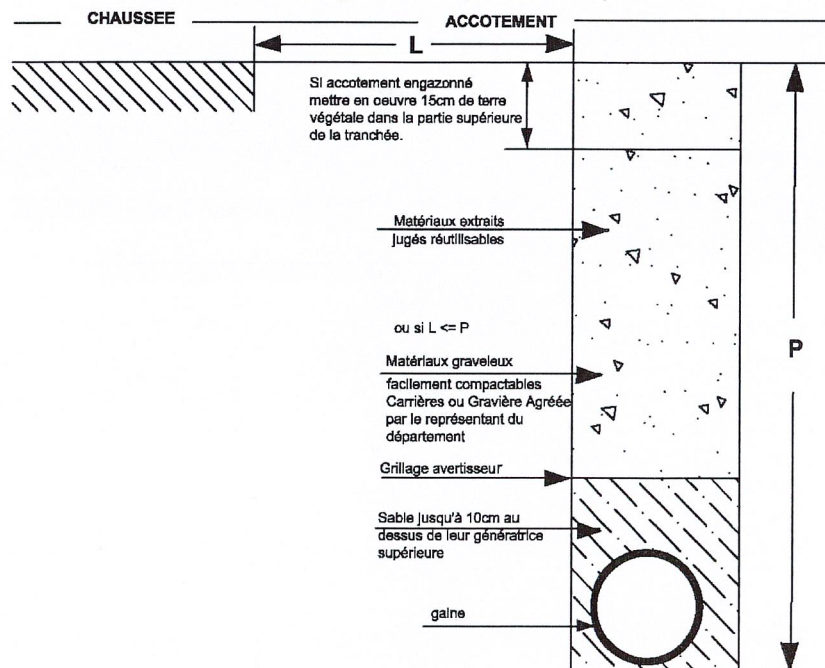 CHAUSSEE
ACCOTEMENT
L
SI accotement engazonné
mettre en oeuvre 15cm de terre
végétale dans la partie supérieure
de la tranchée.
Matériaux extraits
jugés réutilisables
ou si L <= P
P
Matériaux graveleux
facilement compactables
Carrières ou Gravière Agréée
par le représentant du
département
Grillage avertisseur
Sable jusqu'à 10cm au
dessus de leur génératrice
supérieure
gaine